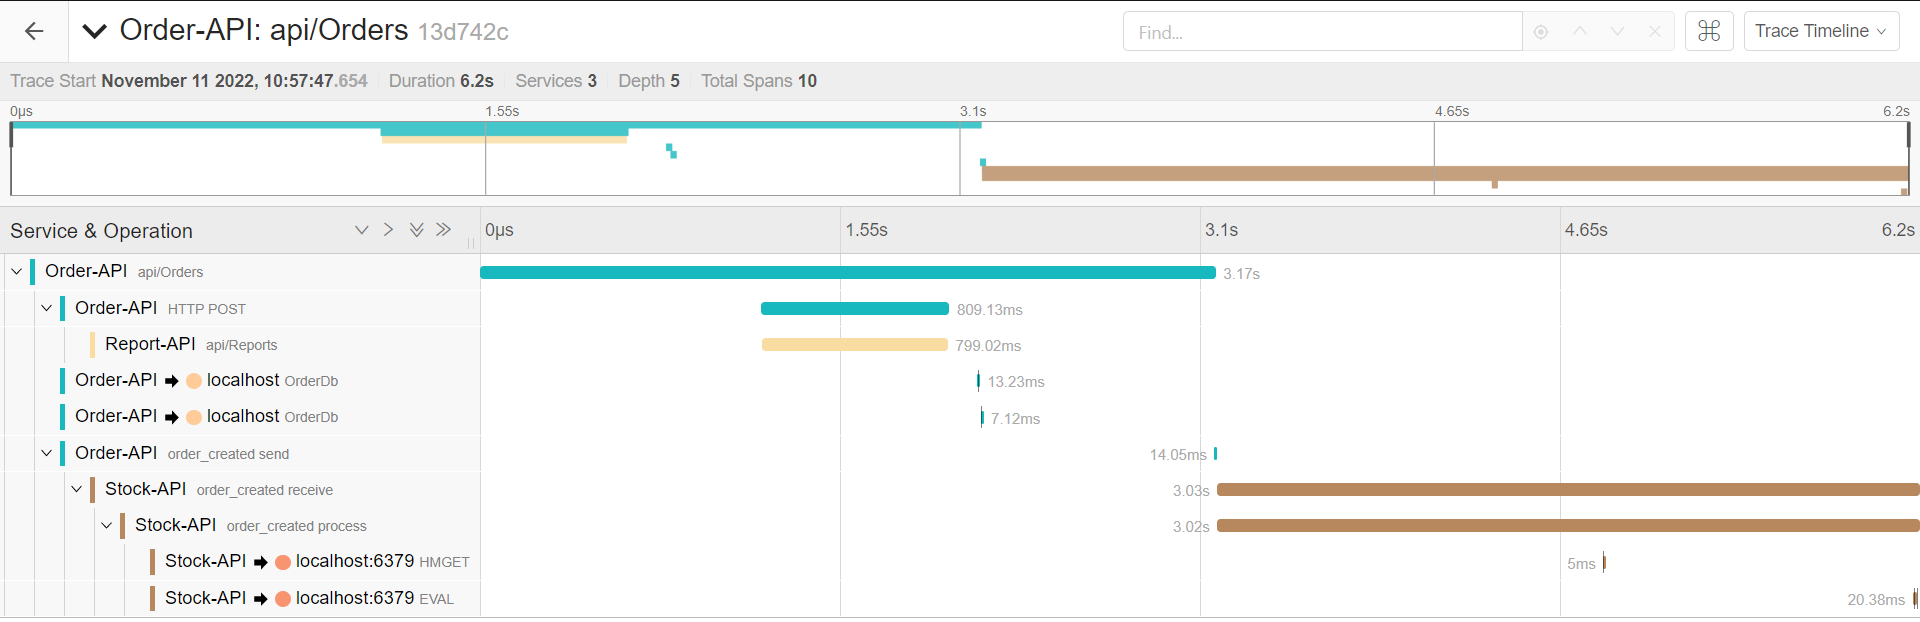 Order-API: api/Orders 13d742c Find... Trace Timeline
Trace Start November 11 2022, 10:57:47.654 Duration 6.2s Services 3 Depth 5 Total Spans 10
0μs 1.55s 3.1s 4.65s 6.2s
Service & Operation 0μs 1.55s 3.1s 4.65s 6.2s
Order-API api/Orders 3.17s
Order-API HTTP POST 809.13ms
Report-API api/Reports 799.02ms
Order-API localhost OrderDb 13.23ms
Order-API localhost OrderDb 7.12ms
Order-API order_created send 14.05ms
Stock-API order_created receive 3.03s
Stock-API order_created process 3.02s
Stock-API localhost:6379 HMGET 5ms
Stock-API localhost:6379 EVAL 20.38ms